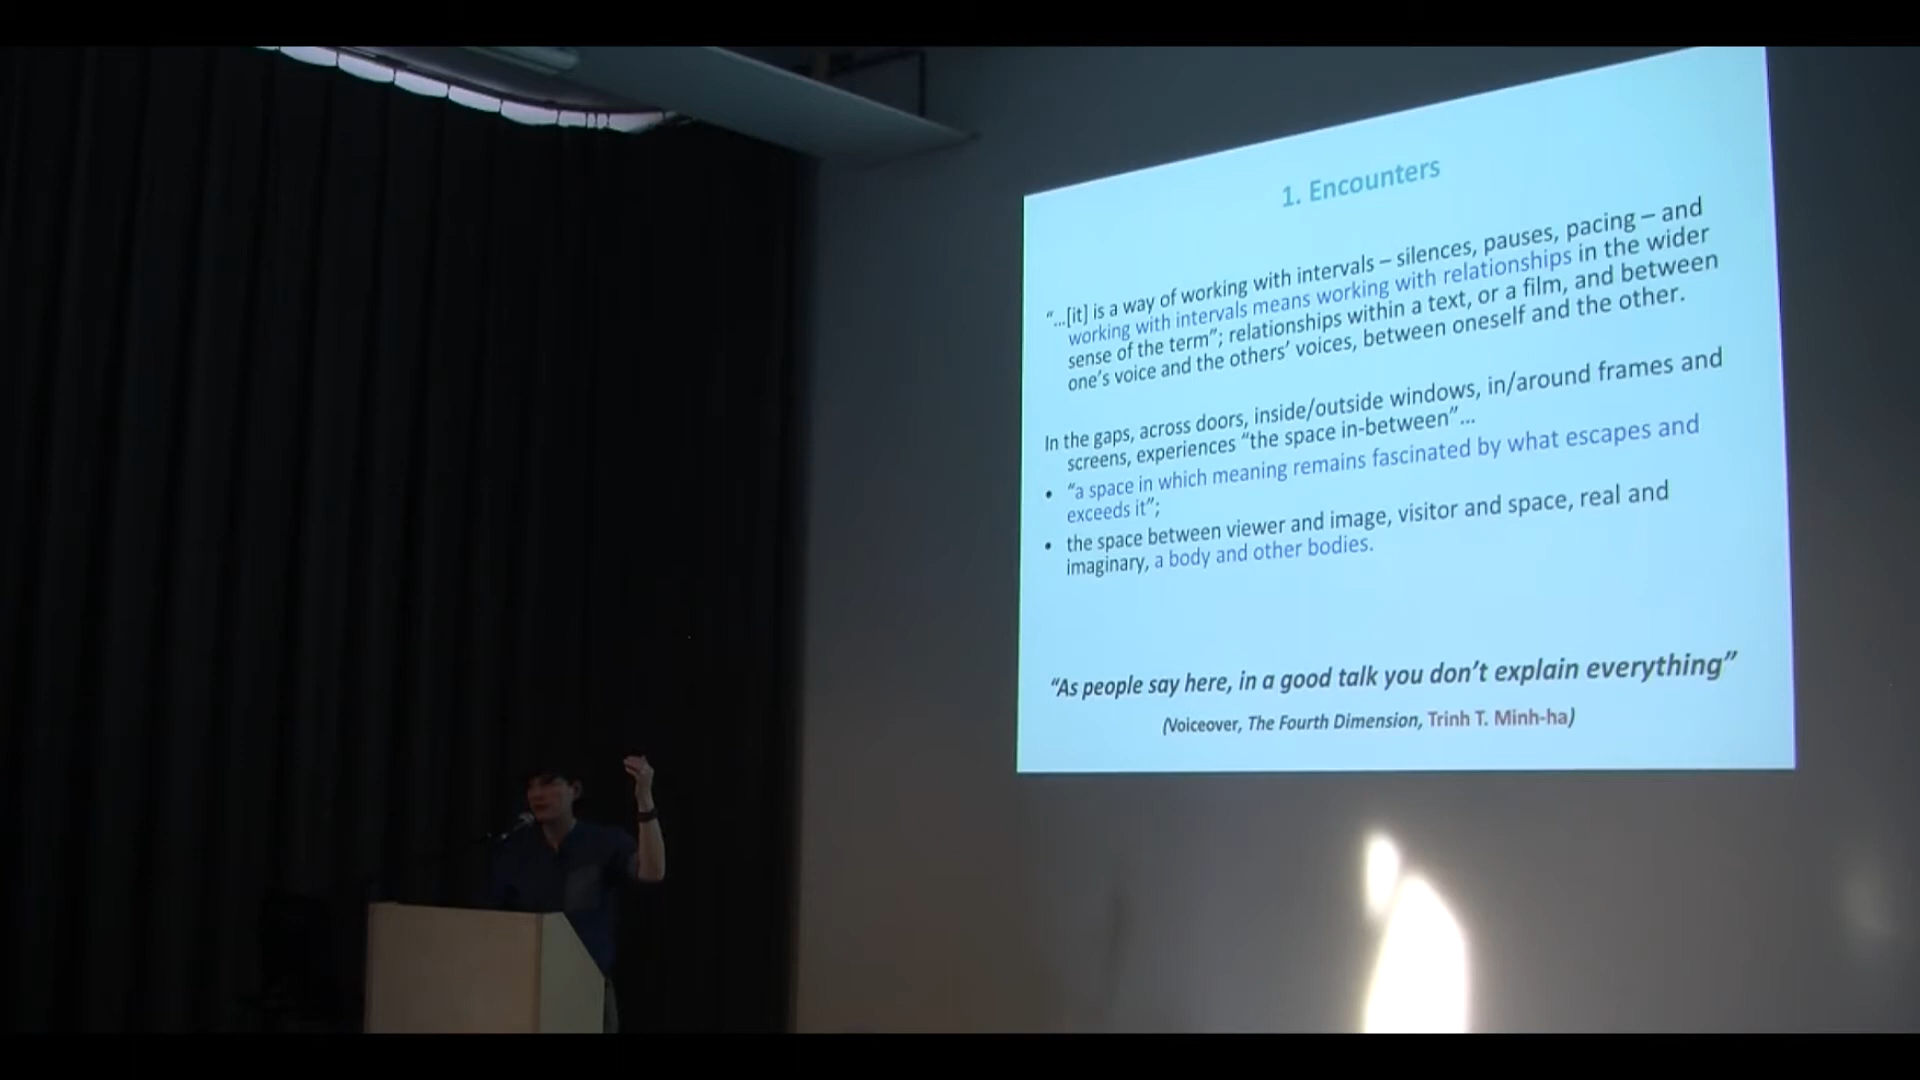 1. Encounters
“...[it] is a way of working with intervals – silences, pauses, pacing – and
working with intervals means working with relationships in the wider
sense of the term”; relationships within a text, or a film, and between
one’s voice and the others’ voices, between oneself and the other.
In the gaps, across doors, inside/outside windows, in/around frames and
screens, experiences “the space in-between”...
• “a space in which meaning remains fascinated by what escapes and
exceeds it”;
• the space between viewer and image, visitor and space, real and
imaginary, a body and other bodies.
“As people say here, in a good talk you don’t explain everything”
(Voiceover, The Fourth Dimension, Trinh T. Minh-ha)